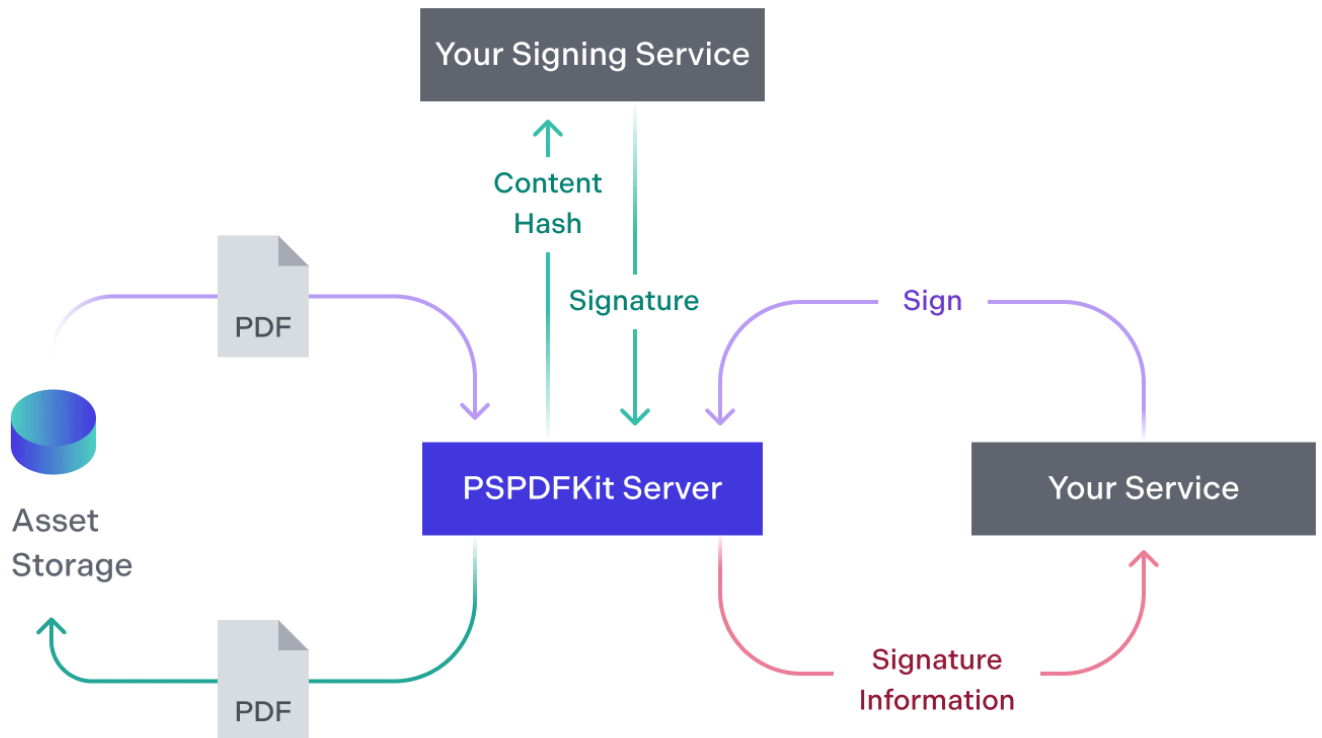 Your Signing Service
Content
Hash
Signature
Sign
PDF
PSPDFKit Server
Your Service
Asset
Storage
Signature
Information
PDF